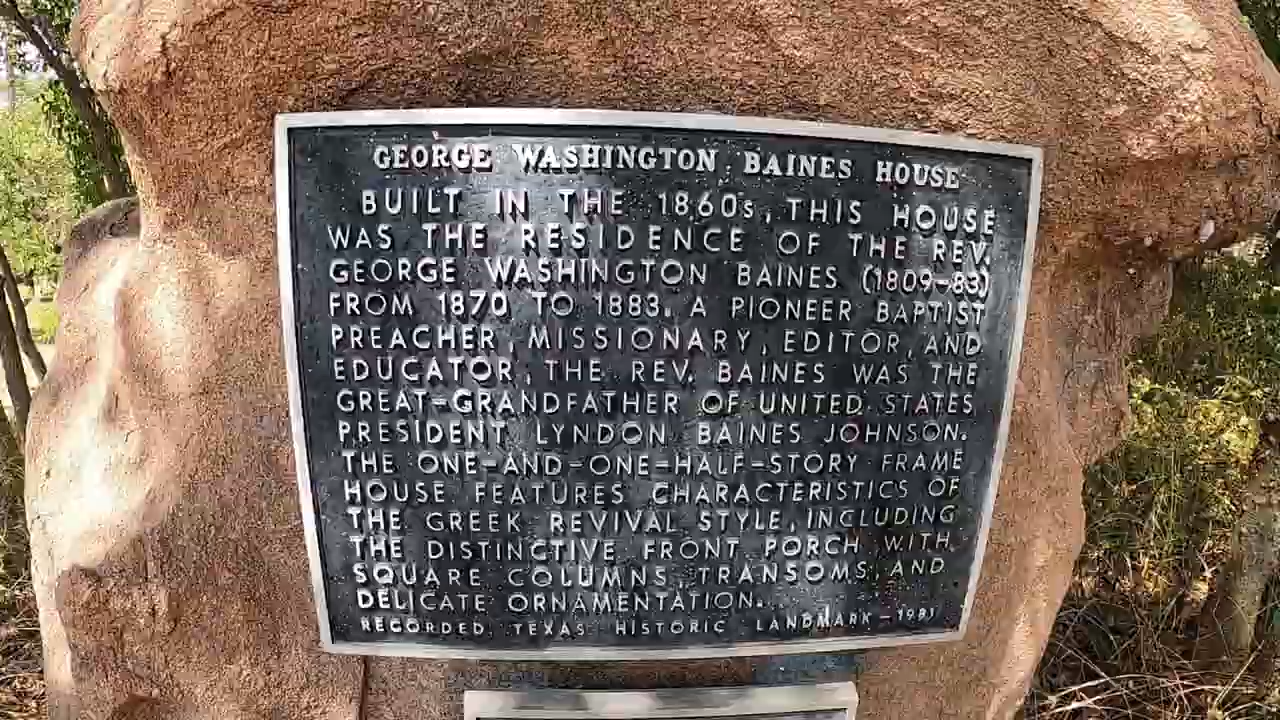 GEORGE WASHINGTON BAINES HOUSE
BUILT IN THE 1860s, THIS HOUSE
WAS THE RESIDENCE OF THE REV.
GEORGE WASHINGTON BAINES (1809-83)
FROM 1870 TO 1883. A PIONEER BAPTIST
PREACHER, MISSIONARY, EDITOR, AND
EDUCATOR, THE REV. BAINES WAS THE
GREAT-GRANDFATHER OF UNITED STATES
PRESIDENT LYNDON BAINES JOHNSON.
THE ONE-AND-ONE-HALF-STORY FRAME
HOUSE FEATURES CHARACTERISTICS OF
THE GREEK REVIVAL STYLE, INCLUDING
THE DISTINCTIVE FRONT PORCH WITH
SQUARE COLUMNS, TRANSOMS, AND
DELICATE ORNAMENTATION.
RECORDED TEXAS HISTORIC LANDMARK - 1981